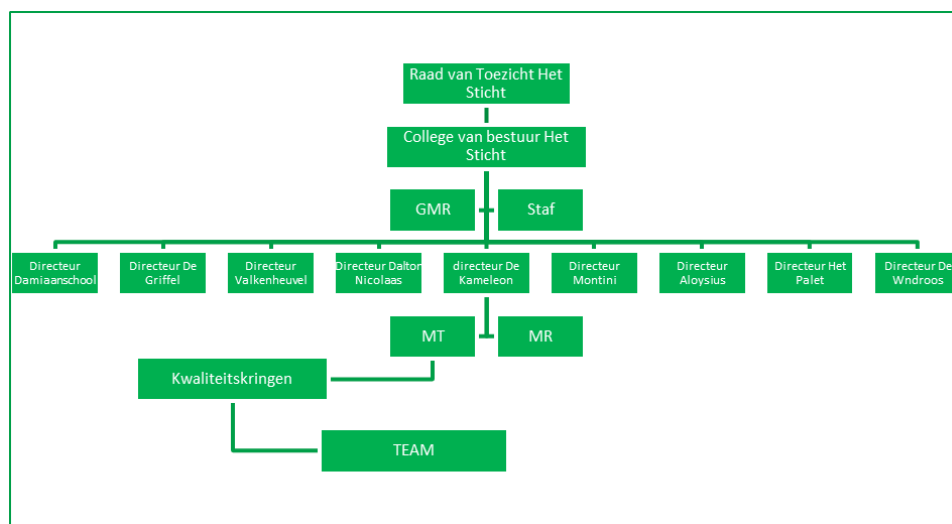 Raad van Toezicht Het
Sticht
College van bestuur Het
Sticht
GMR
Staf
Directeur
Damiaanschool
Directeur De
Griffel
Directeur
Valkenheuvel
Directeur Dalton
Nicolaas
directeur De
Kameleon
Directeur
Montini
Directeur
Aloysius
Directeur Het
Palet
Directeur De
Wndroos
MT
MR
Kwaliteitskringen
TEAM